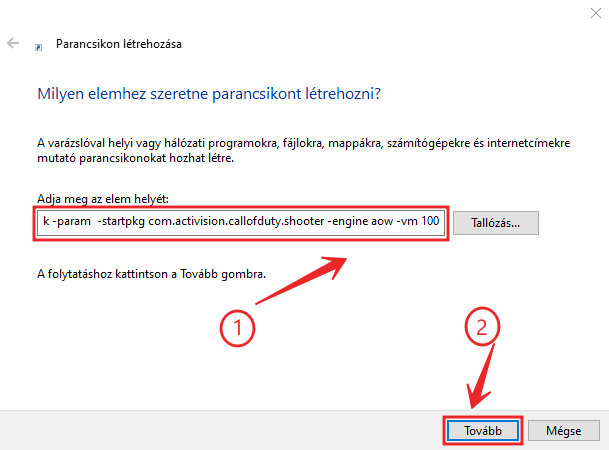 Parancsikon létrehozása
Milyen elemhez szeretne parancsikont létrehozni?
A varázslóval helyi vagy hálózati programokra, fájlokra, mappákra, számítógépekre és internetcímekre
mutató parancsikonokat hozhat létre.
Adja meg az elem helyét:
k -param  -startpkg com.activision.callofduty.shooter -engine aow -vm 100
Tallózás...
A folytatáshoz kattintson a Tovább gombra.
1
2
Tovább
Mégse